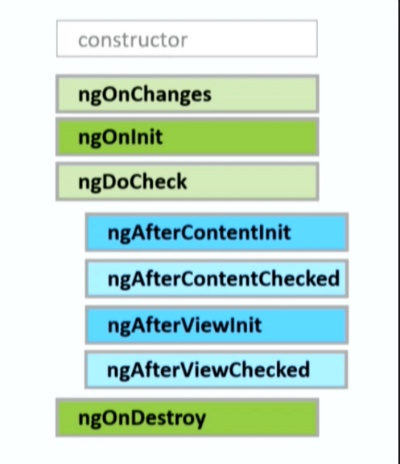 constructor
ngOnChanges
ngOnInit
ngDoCheck
ngAfterContentInit
ngAfterContentChecked
ngAfterViewInit
ngAfterViewChecked
ngOnDestroy